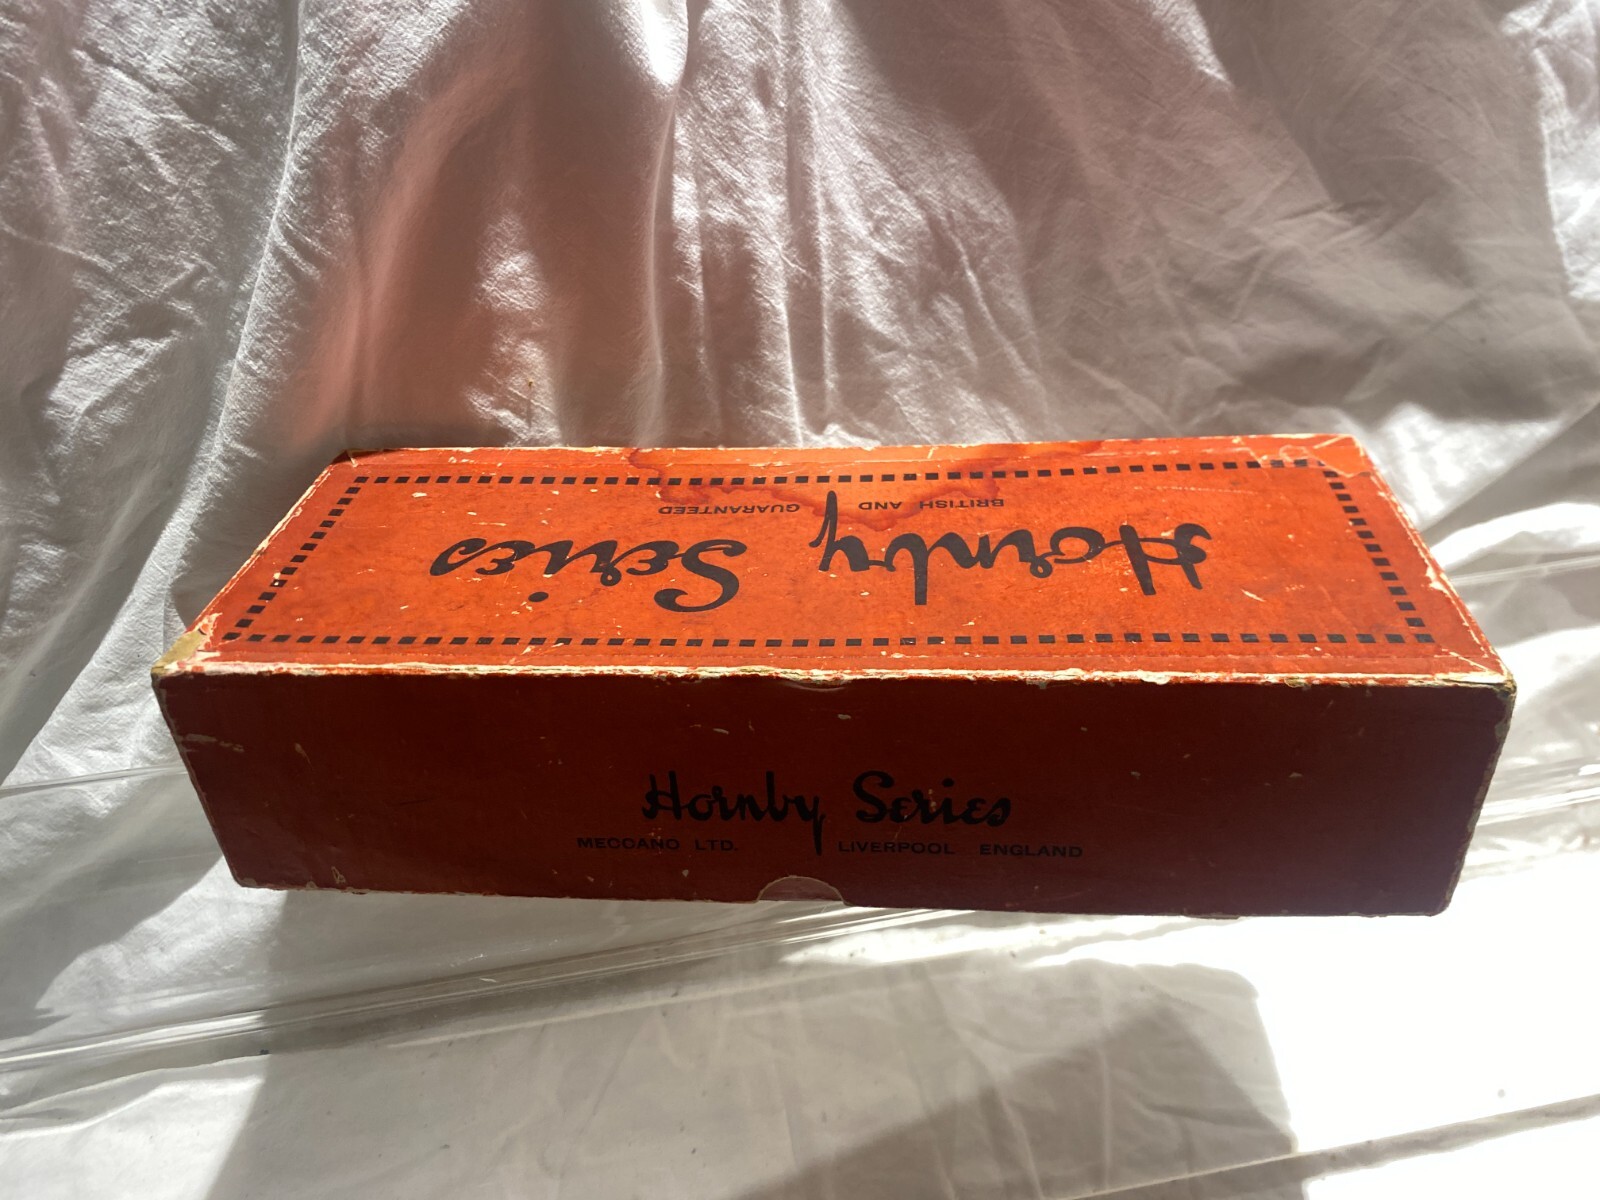 Hornby Series
BRITISH AND GUARANTEED
Hornby Series
MECCANO LTD. LIVERPOOL ENGLAND